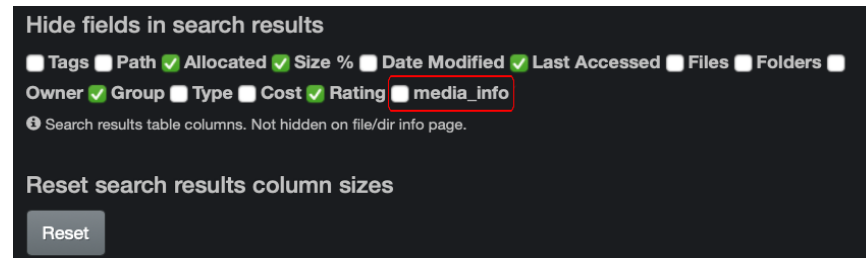 Hide fields in search results
Tags Path Allocated Size % Date Modified Last Accessed Files Folders
Owner Group Type Cost Rating media_info
Search results table columns. Not hidden on file/dir info page.
Reset search results column sizes
Reset